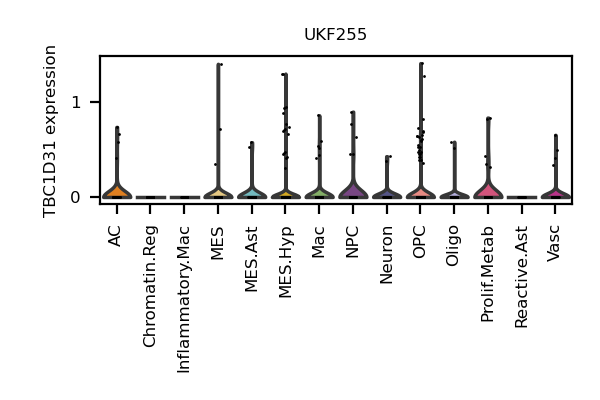 UKF255
TBC1D31 expression
1
0
AC
Chromatin.Reg
Inflammatory.Mac
MES
MES.Ast
MES.Hyp
Mac
NPC
Neuron
OPC
Oligo
Prolif.Metab
Reactive.Ast
Vasc